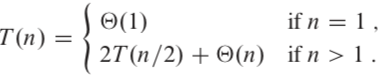 T(n) = { Θ(1) if n = 1 ,
2T(n/2) + Θ(n) if n > 1 .